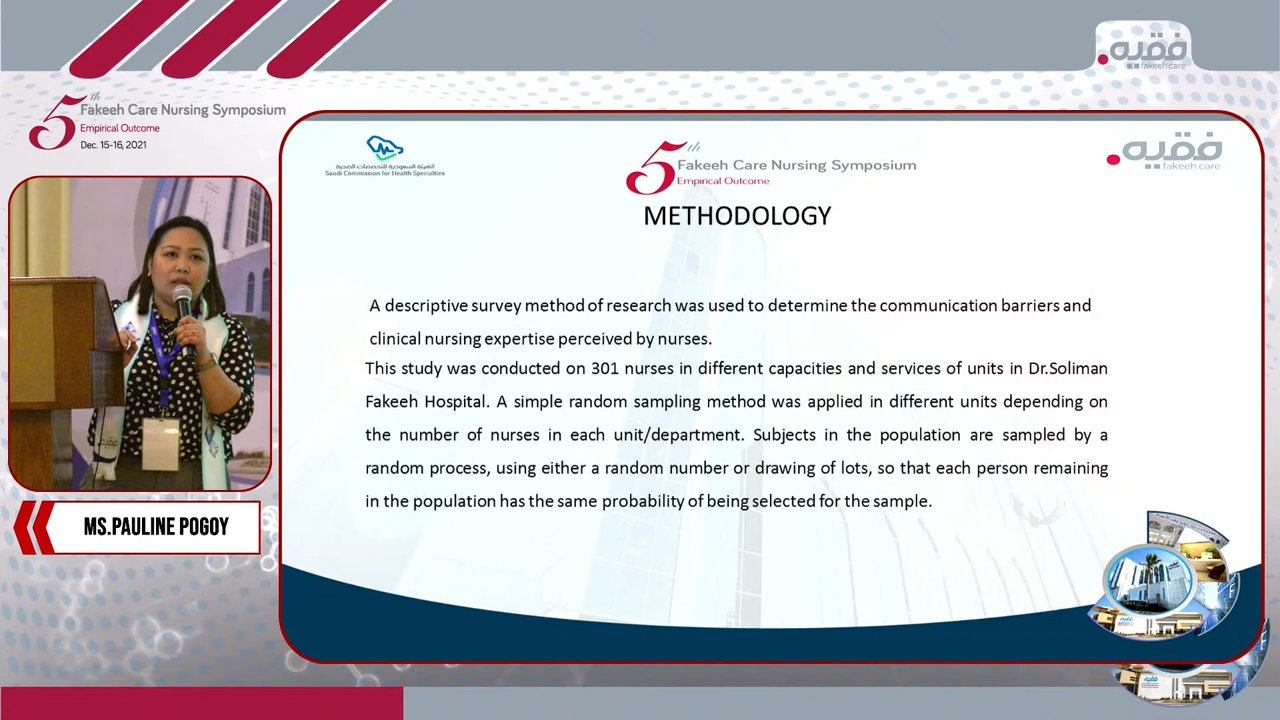 فقيه
fakeeh.care
5th
Fakeeh Care Nursing Symposium
Empirical Outcome
Dec. 15-16, 2021
الهيئة السعودية للتخصصات الصحية
Saudi Commission for Health Specialties
5th
Fakeeh Care Nursing Symposium
Empirical Outcome
فقيه
fakeeh.care
METHODOLOGY
A descriptive survey method of research was used to determine the communication barriers and
clinical nursing expertise perceived by nurses.
This study was conducted on 301 nurses in different capacities and services of units in Dr.Soliman
Fakeeh Hospital. A simple random sampling method was applied in different units depending on
the number of nurses in each unit/department. Subjects in the population are sampled by a
random process, using either a random number or drawing of lots, so that each person remaining
in the population has the same probability of being selected for the sample.
MS.PAULINE POGOY